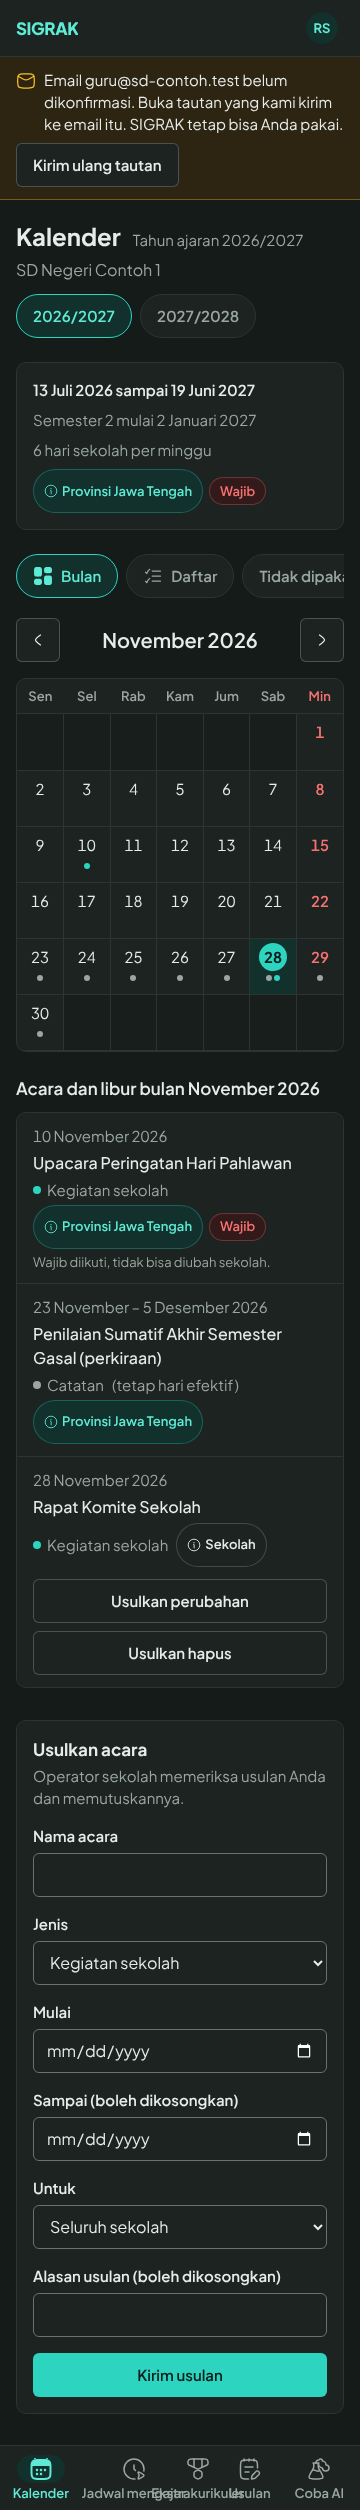 SIGRAK
RS
Email guru@sd-contoh.test belum
dikonfirmasi. Buka tautan yang kami kirim
ke email itu. SIGRAK tetap bisa Anda pakai.
Kirim ulang tautan
Kalender Tahun ajaran 2026/2027
SD Negeri Contoh 1
2026/2027 2027/2028
13 Juli 2026 sampai 19 Juni 2027
Semester 2 mulai 2 Januari 2027
6 hari sekolah per minggu
Provinsi Jawa Tengah Wajib
Bulan Daftar Tidak dipaka
November 2026
Sen Sel Rab Kam Jum Sab Min
1
2 3 4 5 6 7 8
9 10 11 12 13 14 15
16 17 18 19 20 21 22
23 24 25 26 27 28 29
30
Acara dan libur bulan November 2026
10 November 2026
Upacara Peringatan Hari Pahlawan
Kegiatan sekolah
Provinsi Jawa Tengah Wajib
Wajib diikuti, tidak bisa diubah sekolah.
23 November – 5 Desember 2026
Penilaian Sumatif Akhir Semester
Gasal (perkiraan)
Catatan (tetap hari efektif)
Provinsi Jawa Tengah
28 November 2026
Rapat Komite Sekolah
Kegiatan sekolah Sekolah
Usulkan perubahan
Usulkan hapus
Usulkan acara
Operator sekolah memeriksa usulan Anda
dan memutuskannya.
Nama acara
Jenis
Kegiatan sekolah
Mulai
mm/dd/yyyy
Sampai (boleh dikosongkan)
mm/dd/yyyy
Untuk
Seluruh sekolah
Alasan usulan (boleh dikosongkan)
Kirim usulan
Kalender Jadwal mengajar Ekstrakurikuler Usulan Coba AI